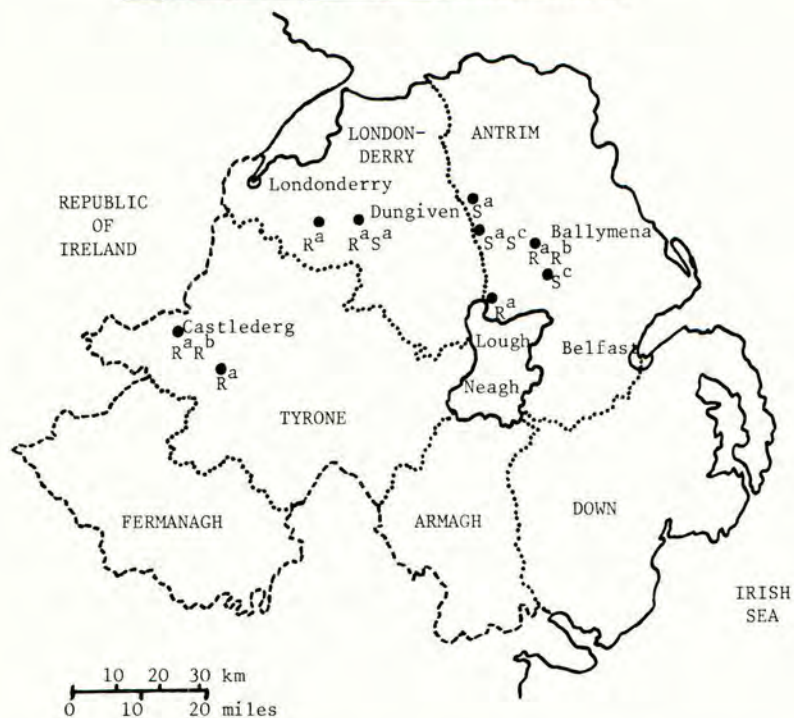 LONDON-
DERRY
ANTRIM
Londonderry
REPUBLIC
OF
IRELAND
Dungiven
Sᵃ
Rᵃ
RᵃSᵃ
SᵃSᶜ
Ballymena
RᵃRᵇ
Sᶜ
Rᵃ
Castlederg
RᵃRᵇ
Rᵃ
Lough
Neagh
Belfast
TYRONE
FERMANAGH
ARMAGH
DOWN
IRISH
SEA
10 20 30 km
0 10 20 miles